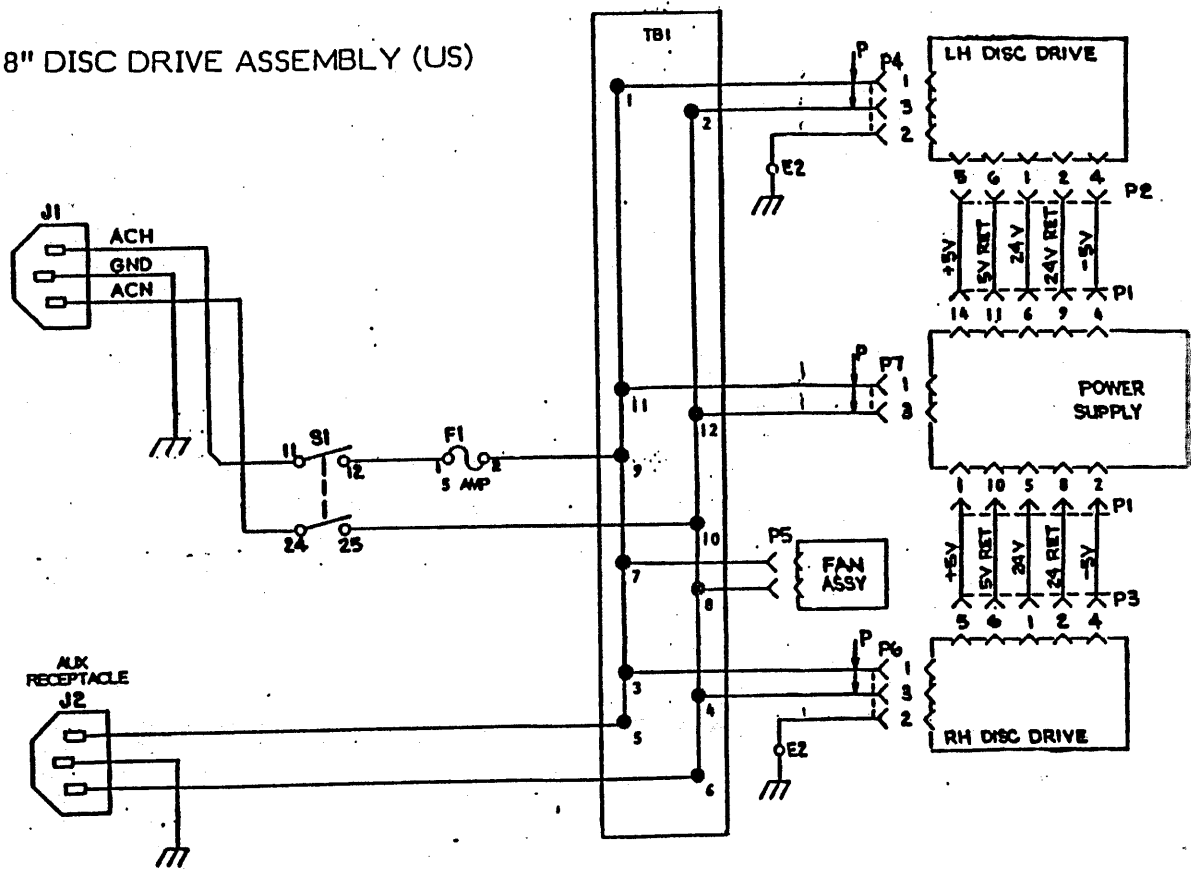 8" DISC DRIVE ASSEMBLY (US)
TB1
LH DISC DRIVE
P
P4
1
3
2
1
2
E2
5 6 1 2 4
P2
+5V
5V RET
24V
24V RET
-5V
P1
14 11 6 9 4
J1
ACH
GND
ACN
P
P7
1
3
POWER
SUPPLY
11
12
11
S1
12
F1
1
2
5 AMP
9
24
25
10
1 10 5 8 2
P1
+5V
5V RET
24V
24 RET
-5V
P3
5 6 1 2 4
P5
FAN
ASSY
7
8
AUX
RECEPTACLE
J2
P
P6
1
3
2
3
4
5
6
E2
RH DISC DRIVE